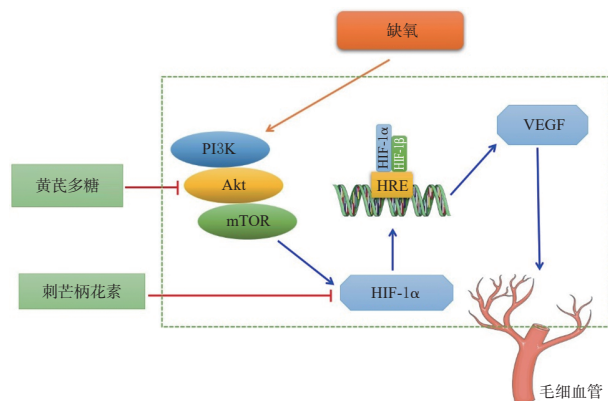 缺氧
VEGF
HIF-1α
HIF-1β
PI3K
HRE
黄芪多糖
Akt
mTOR
刺芒柄花素
HIF-1α
毛细血管